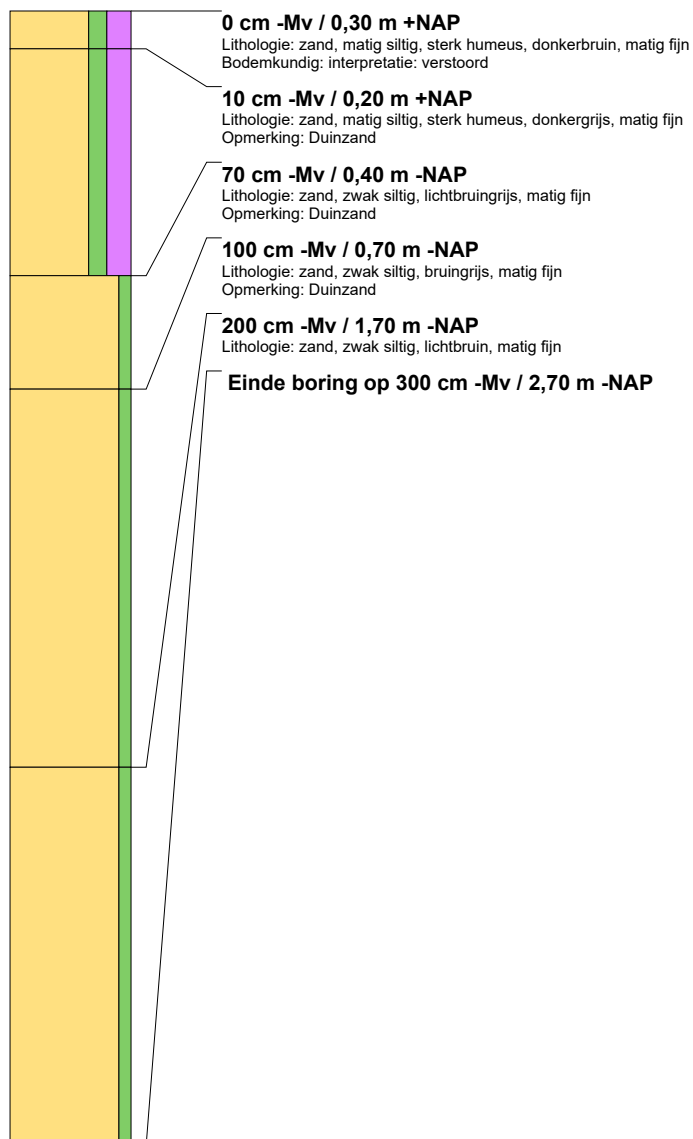 0 cm -Mv / 0,30 m +NAP
Lithologie: zand, matig siltig, sterk humeus, donkerbruin, matig fijn
Bodemkundig: interpretatie: verstoord
10 cm -Mv / 0,20 m +NAP
Lithologie: zand, matig siltig, sterk humeus, donkergrijs, matig fijn
Opmerking: Duinzand
70 cm -Mv / 0,40 m -NAP
Lithologie: zand, zwak siltig, lichtbruingrijs, matig fijn
Opmerking: Duinzand
100 cm -Mv / 0,70 m -NAP
Lithologie: zand, zwak siltig, bruingrijs, matig fijn
Opmerking: Duinzand
200 cm -Mv / 1,70 m -NAP
Lithologie: zand, zwak siltig, lichtbruin, matig fijn
Einde boring op 300 cm -Mv / 2,70 m -NAP